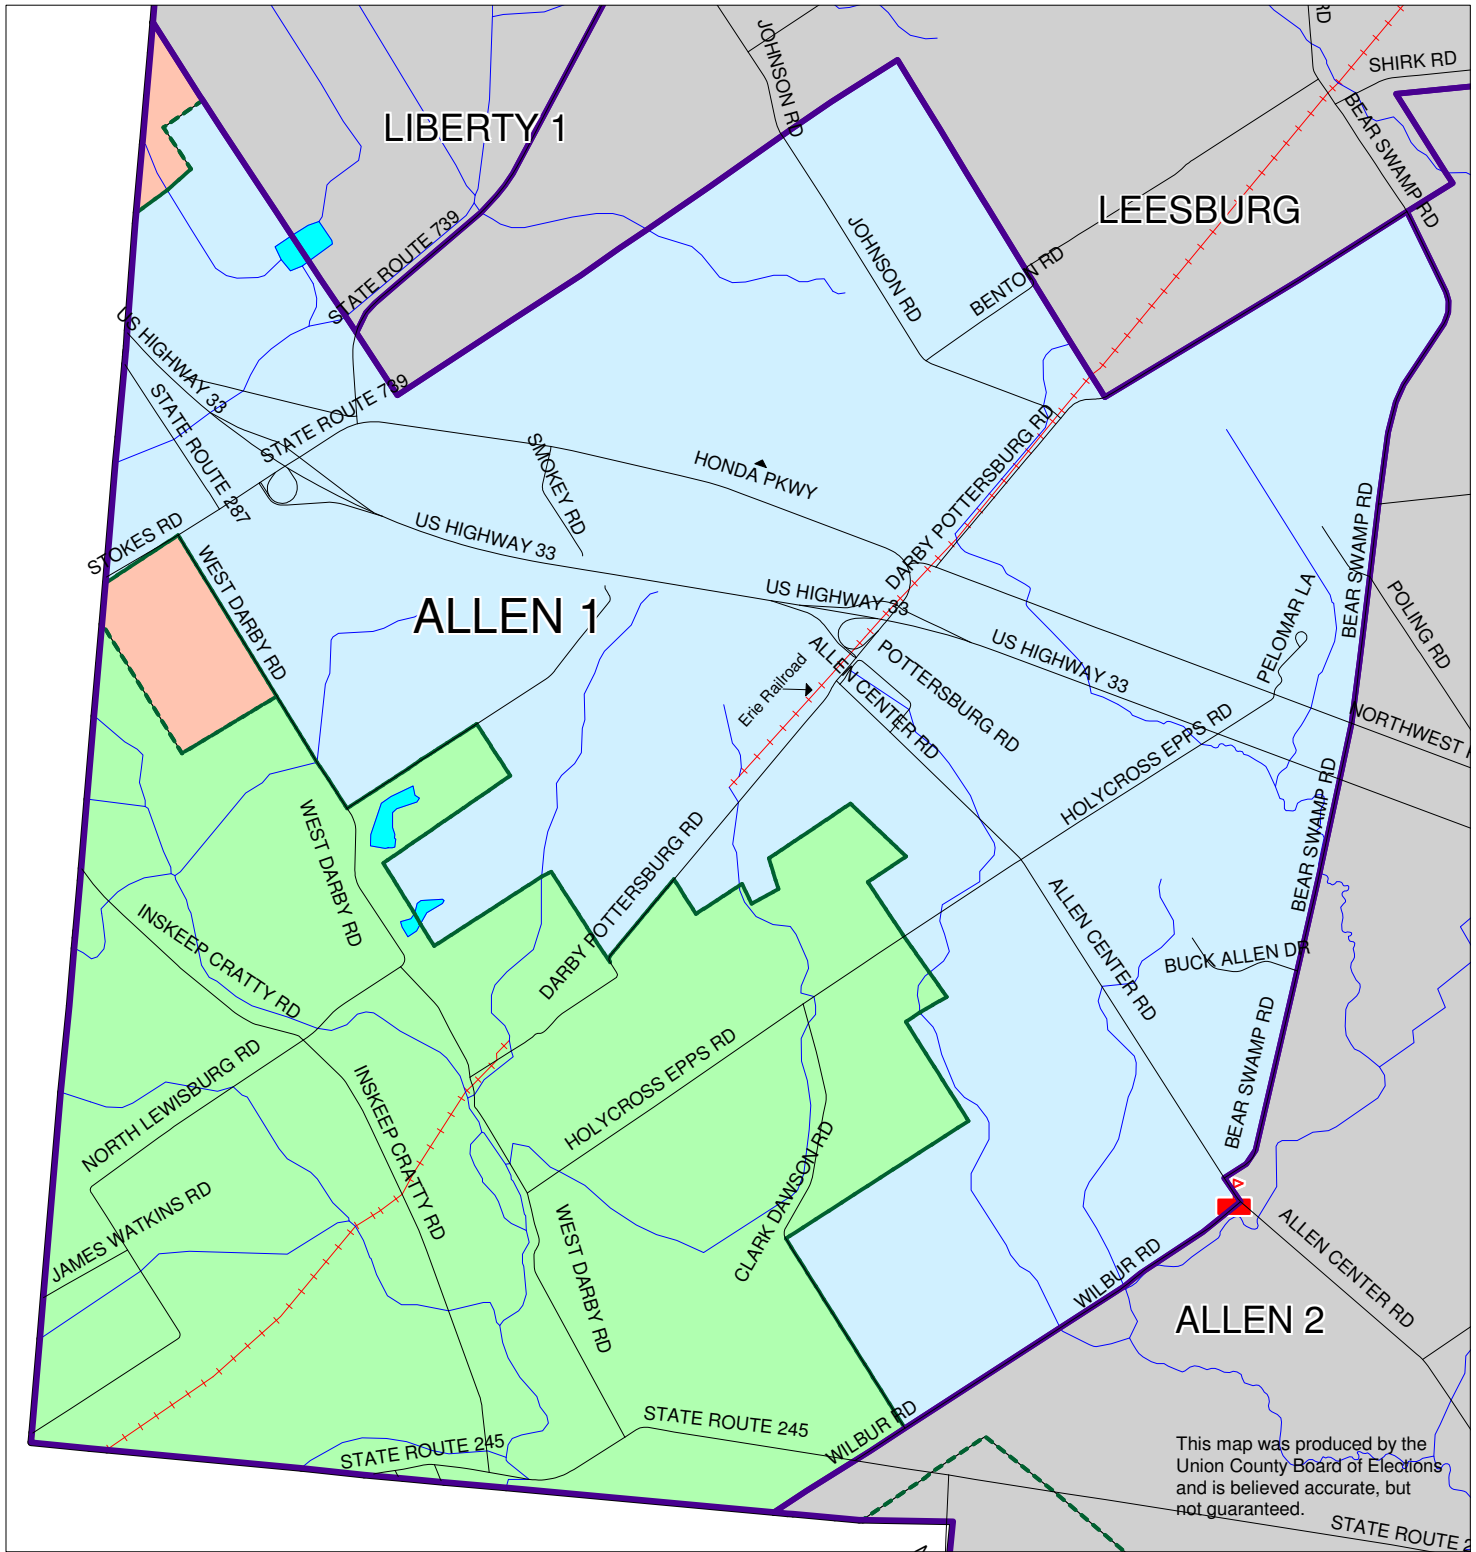 RD
SHIRK RD
JOHNSON RD
BEAR SWAMP RD
LIBERTY 1
LEESBURG
STATE ROUTE 739
JOHNSON RD
BENTON RD
US HIGHWAY 33
STATE ROUTE 739
STATE ROUTE 287
SMOKEY RD
HONDA PKWY
DARBY POTTERSBURG RD
STOKES RD
US HIGHWAY 33
BEAR SWAMP RD
WEST DARBY RD
ALLEN 1
US HIGHWAY 33
POLING RD
PELOMAR LA
ALLEN CENTER RD
POTTERSBURG RD
US HIGHWAY 33
Erie Railroad
NORTHWEST
HOLYCROSS EPPS RD
BEAR SWAMP RD
WEST DARBY RD
DARBY POTTERSBURG RD
ALLEN CENTER RD
INSKEEP CRATTY RD
BUCK ALLEN DR
NORTH LEWISBURG RD
HOLYCROSS EPPS RD
BEAR SWAMP RD
INSKEEP CRATTY RD
CLARK DAWSON RD
JAMES WATKINS RD
WEST DARBY RD
WILBUR RD
ALLEN CENTER RD
ALLEN 2
STATE ROUTE 245
STATE ROUTE 245
WILBUR RD
This map was produced by the
Union County Board of Elections
and is believed accurate, but
not guaranteed.
STATE ROUTE